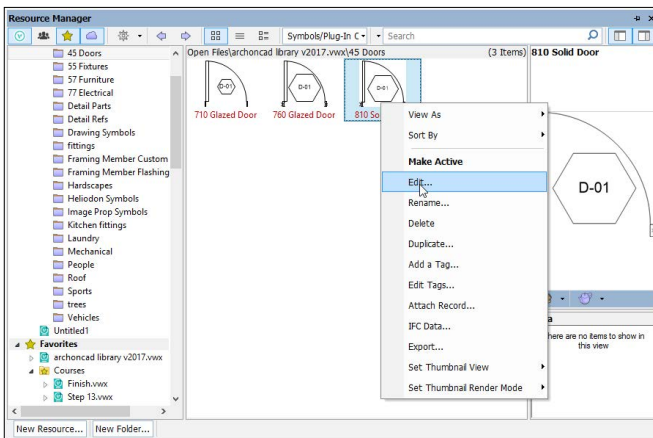 Resource Manager
Symbols/Plug-In C
Search
45 Doors
55 Fixtures
57 Furniture
77 Electrical
Detail Parts
Detail Refs
Drawing Symbols
fittings
Framing Member Custom
Framing Member Flashing
Hardscapes
Heliodon Symbols
Image Prop Symbols
Kitchen fittings
Laundry
Mechanical
People
Roof
Sports
trees
Vehicles
Untitled1
Favorites
archoncad library v2017.vwx
Courses
Finish.vwx
Step 13.vwx
New Resource... New Folder...
Open Files\archoncad library v2017.vwx\45 Doors (3 Items)
D-01 D-01 D-01
710 Glazed Door 760 Glazed Door 810 So
View As
Sort By
Make Active
Edit...
Rename...
Delete
Duplicate...
Add a Tag...
Edit Tags...
Attach Record...
IFC Data...
Export...
Set Thumbnail View
Set Thumbnail Render Mode
810 Solid Door
D-01
a
here are no items to show in
this view